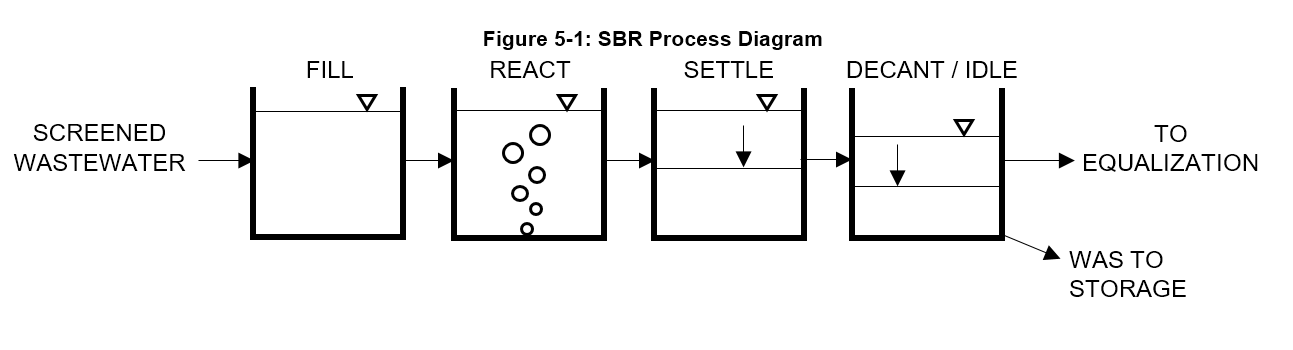 Figure 5-1: SBR Process Diagram
FILL
REACT
SETTLE
DECANT / IDLE
SCREENED
WASTEWATER
TO
EQUALIZATION
WAS TO
STORAGE